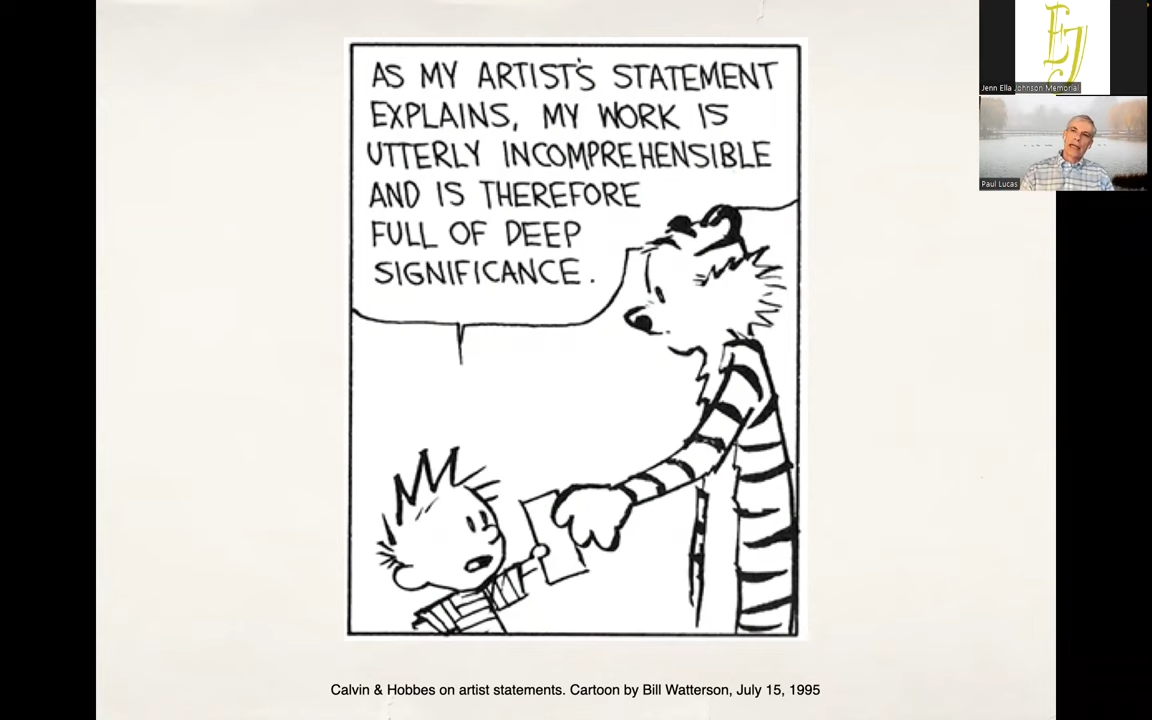 AS MY ARTIST'S STATEMENT
EXPLAINS, MY WORK IS
UTTERLY INCOMPREHENSIBLE
AND IS THEREFORE
FULL OF DEEP
SIGNIFICANCE.
Calvin & Hobbes on artist statements. Cartoon by Bill Watterson, July 15, 1995
EJ
Jenn Ella Johnson Memorial
Paul Lucas